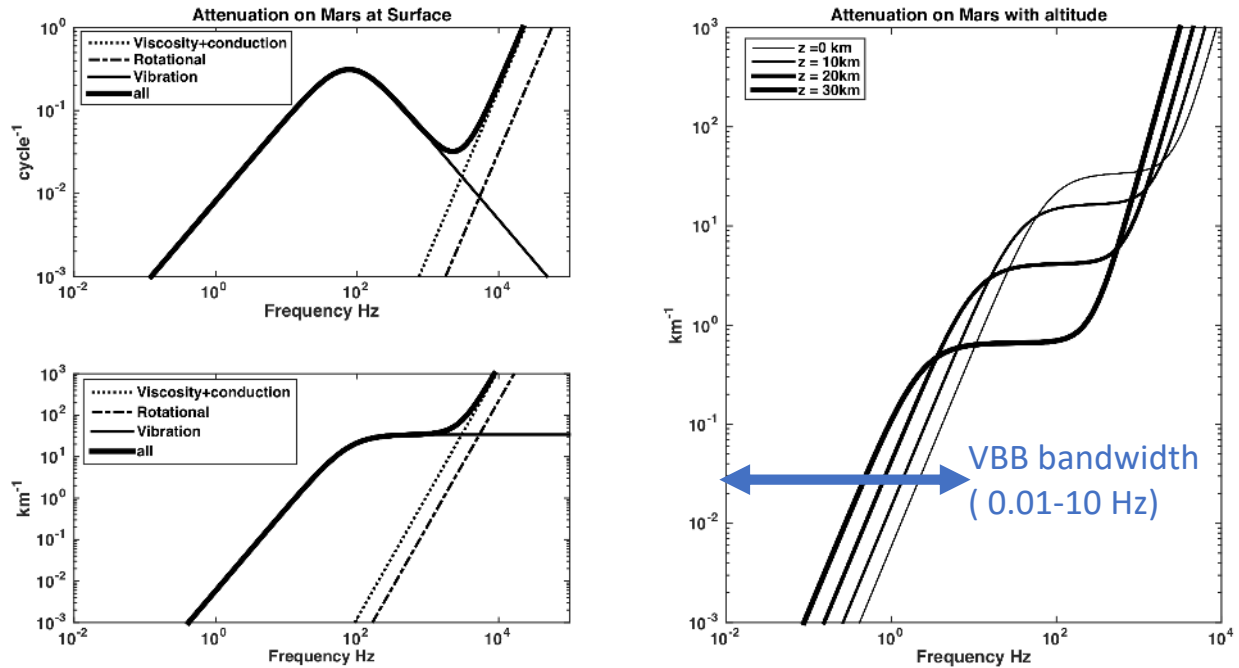 Attenuation on Mars at Surface
10^0
10^-1
10^-2
10^-3
cycle^-1
Viscosity+conduction
Rotational
Vibration
all
10^-2
10^0
10^2
10^4
Frequency Hz
10^3
10^2
10^1
10^0
10^-1
10^-2
10^-3
km^-1
Viscosity+conduction
Rotational
Vibration
all
10^-2
10^0
10^2
10^4
Frequency Hz
Attenuation on Mars with altitude
10^3
10^2
10^1
10^0
10^-1
10^-2
10^-3
km^-1
z =0 km
z = 10km
z = 20km
z = 30km
VBB bandwidth
( 0.01-10 Hz)
10^-2
10^0
10^2
10^4
Frequency Hz